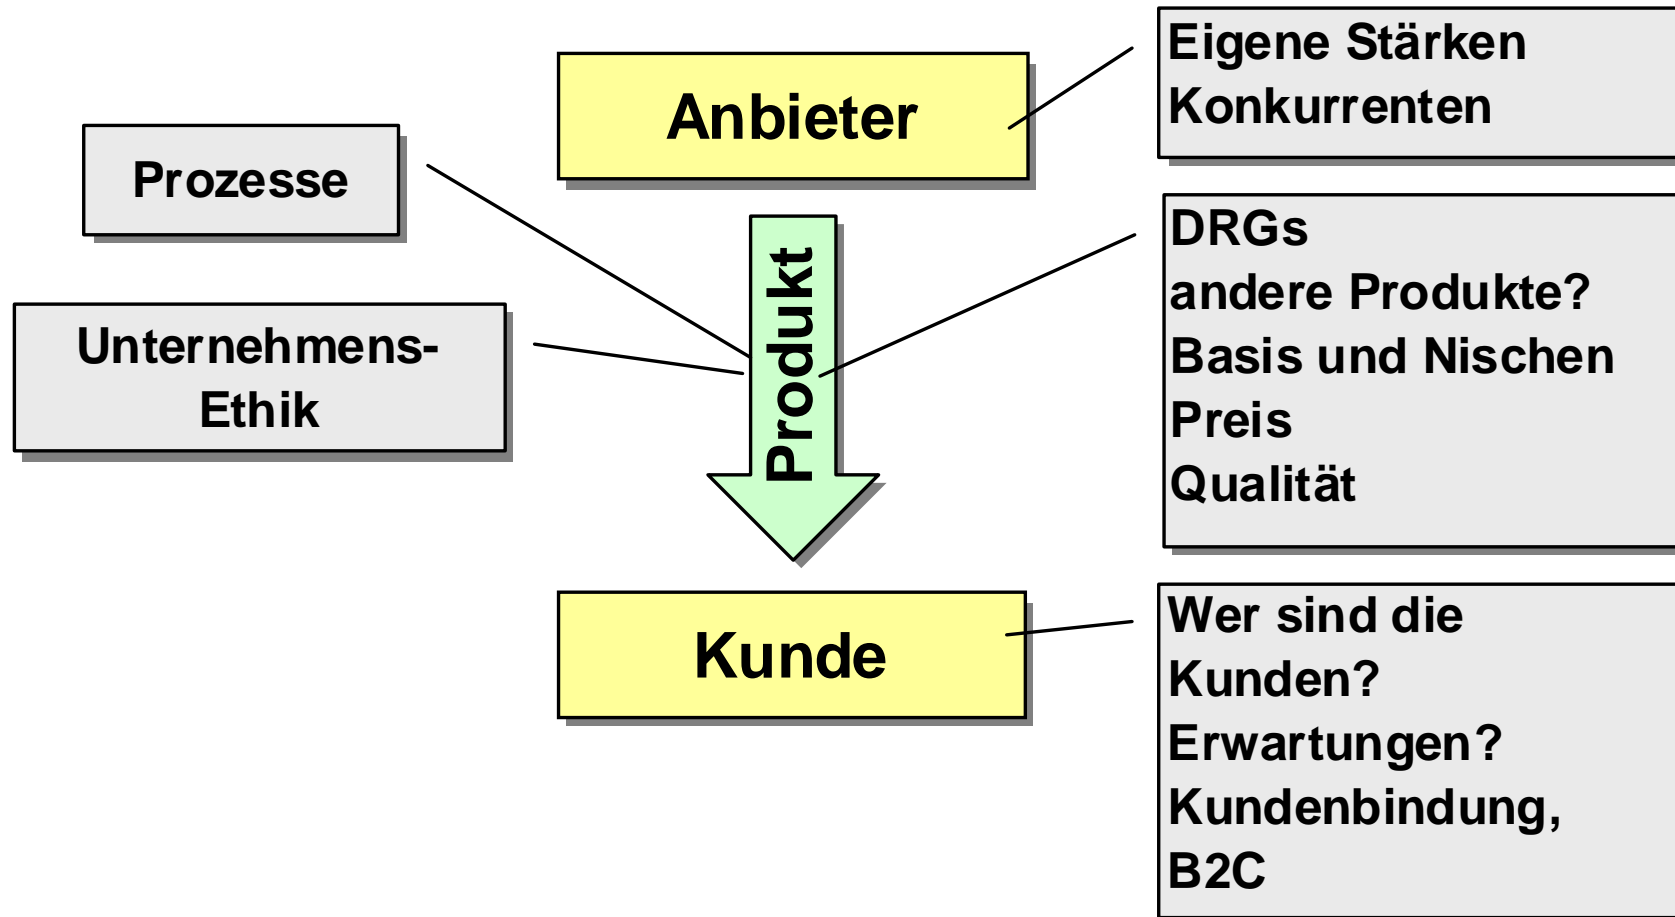 Anbieter
Eigene Stärken
Konkurrenten
Prozesse
Unternehmens-
Ethik
Produkt
DRGs
andere Produkte?
Basis und Nischen
Preis
Qualität
Kunde
Wer sind die
Kunden?
Erwartungen?
Kundenbindung,
B2C